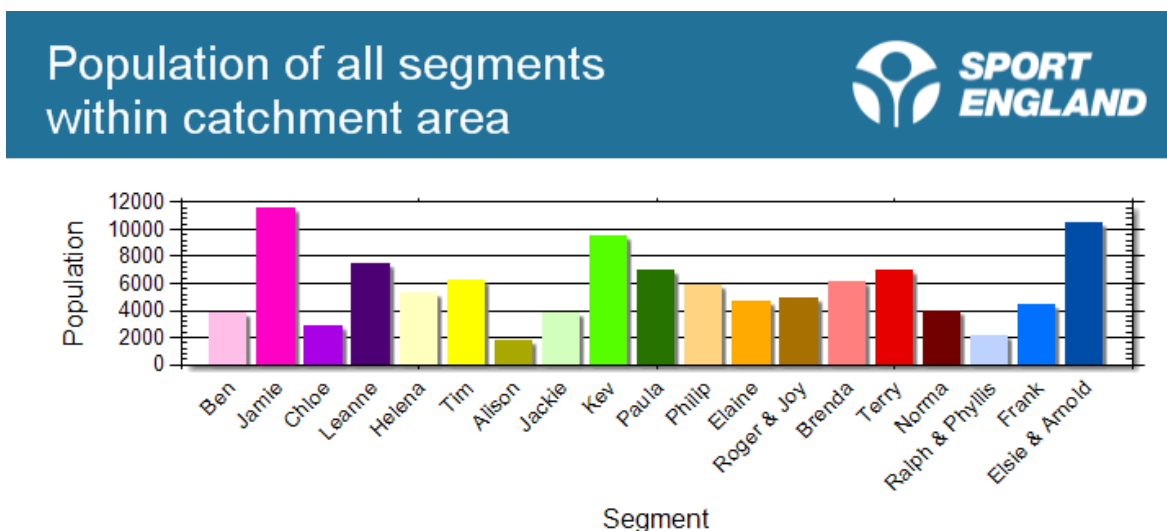 Population of all segments
within catchment area
SPORT
ENGLAND
Population
12000
10000
8000
6000
4000
2000
0
Ben
Jamie
Chloe
Leanne
Helena
Tim
Alison
Jackie
Kev
Paula
Philip
Elaine
Roger & Joy
Brenda
Terry
Norma
Ralph & Phyllis
Frank
Elsie & Arnold
Segment